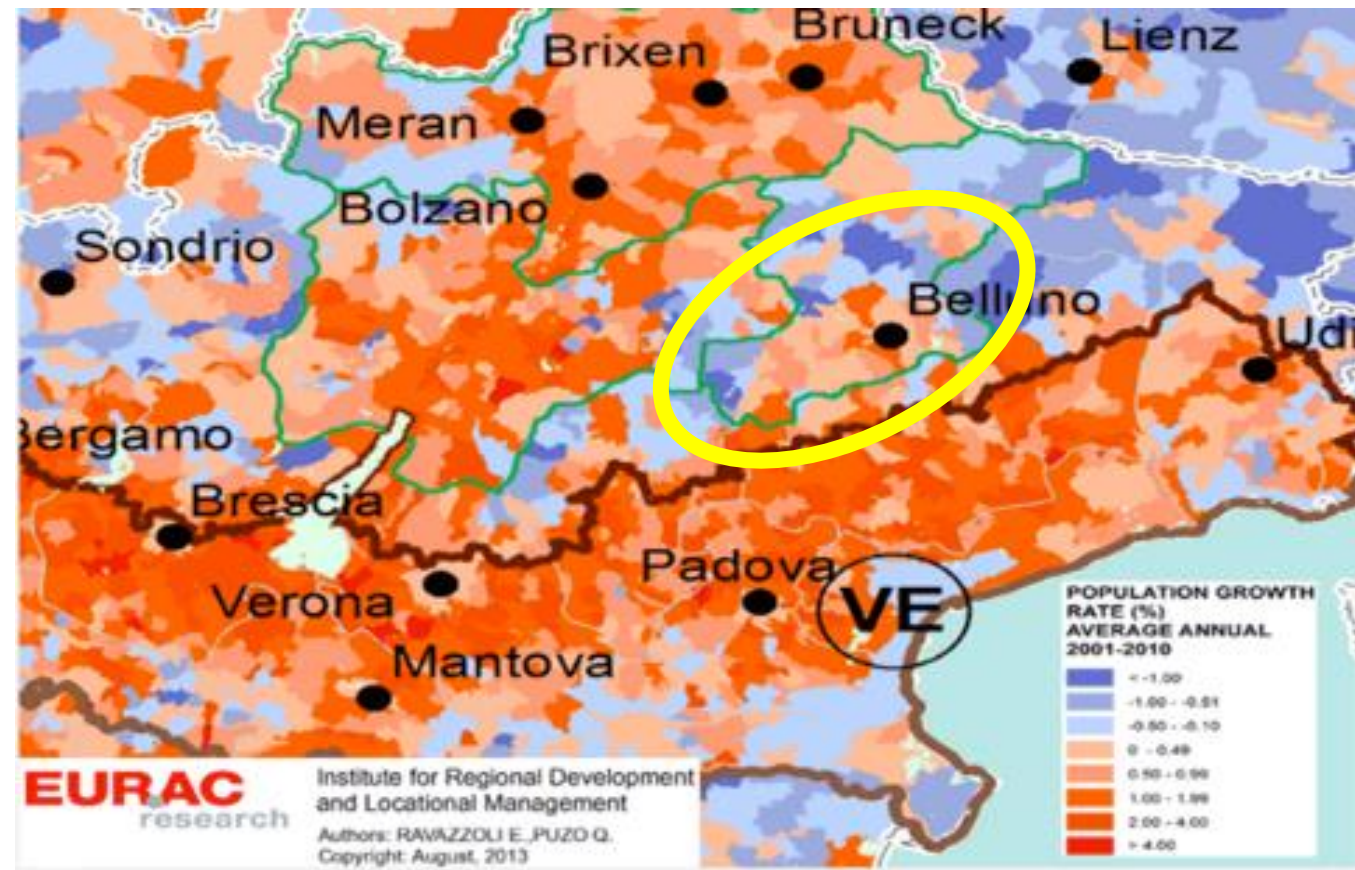 Bruneck
Lienz
Brixen
Meran
Bolzano
Sondrio
Belluno
Udi
Bergamo
Brescia
Padova
VE
Verona
Mantova
POPULATION GROWTH
RATE (%)
AVERAGE ANNUAL
2001-2010
< -1.00
-1.00 - -0.51
-0.50 - -0.10
0 - 0.49
0.50 - 0.99
1.00 - 1.99
2.00 - 4.00
> 4.00
EURAC
research
Institute for Regional Development
and Locational Management
Authors: RAVAZZOLI E.,PUZO Q.
Copyright: August, 2013